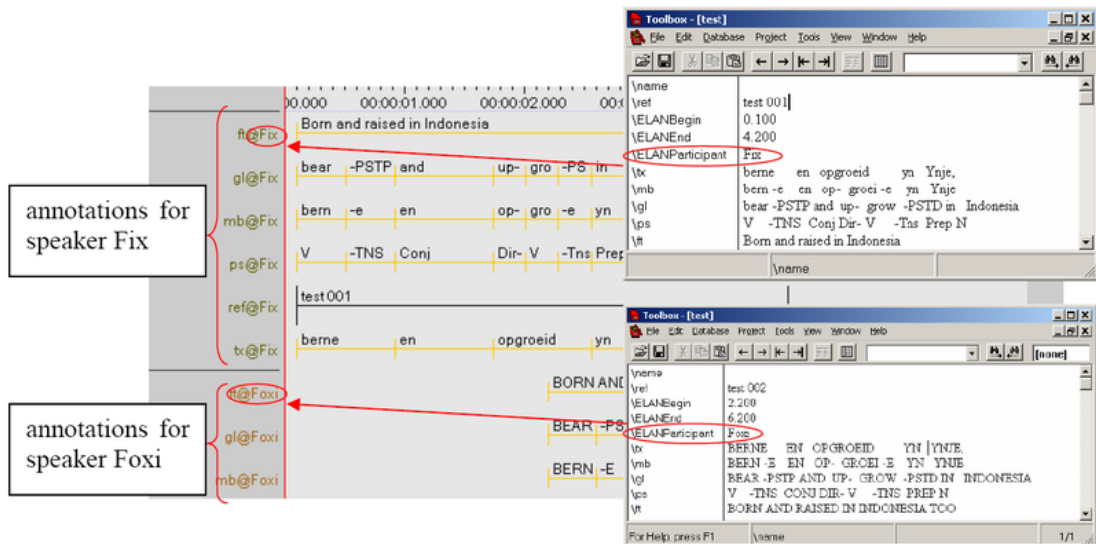 Toolbox - [test]
File Edit Database Project Tools View Window Help
\name
\ref test 001
\ELANBegin 0.100
\ELANEnd 4.200
\ELANParticipant Fix
\tx berne en opgroeid yn Ynje,
\mb bern -e en op- groei -e yn Ynje
\gl bear -PSTP and up- grow -PSTD in Indonesia
\ps V -TNS Conj Dir- V -Tns Prep N
\ft Born and raised in Indonesia
\name
00.000 00:00:01.000 00:00:02.000 00:
ft@Fix Born and raised in Indonesia
gl@Fix bear -PSTP and up- gro -PS in
mb@Fix bern -e en op- gro -e yn
ps@Fix V -TNS Conj Dir- V -Tns Prep
ref@Fix test 001
tx@Fix berne en opgroeid yn
ft@Foxi BORN AND
gl@Foxi BEAR -PS
mb@Foxi BERN -E
annotations for
speaker Fix
annotations for
speaker Foxi
Toolbox - [test]
File Edit Database Project Tools View Window Help
[none]
\name
\ref test 002
\ELANBegin 2.200
\ELANEnd 6.200
\ELANParticipant Foxi
\tx BERNE EN OPGROEID YN YNJE,
\mb BERN -E EN OP- GROEI -E YN YNJE
\gl BEAR -PSTP AND UP- GROW -PSTD IN INDONESIA
\ps V -TNS CONJ DIR- V -TNS PREP N
\ft BORN AND RAISED IN INDONESIA TOO
For Help, press F1 \name 1/1